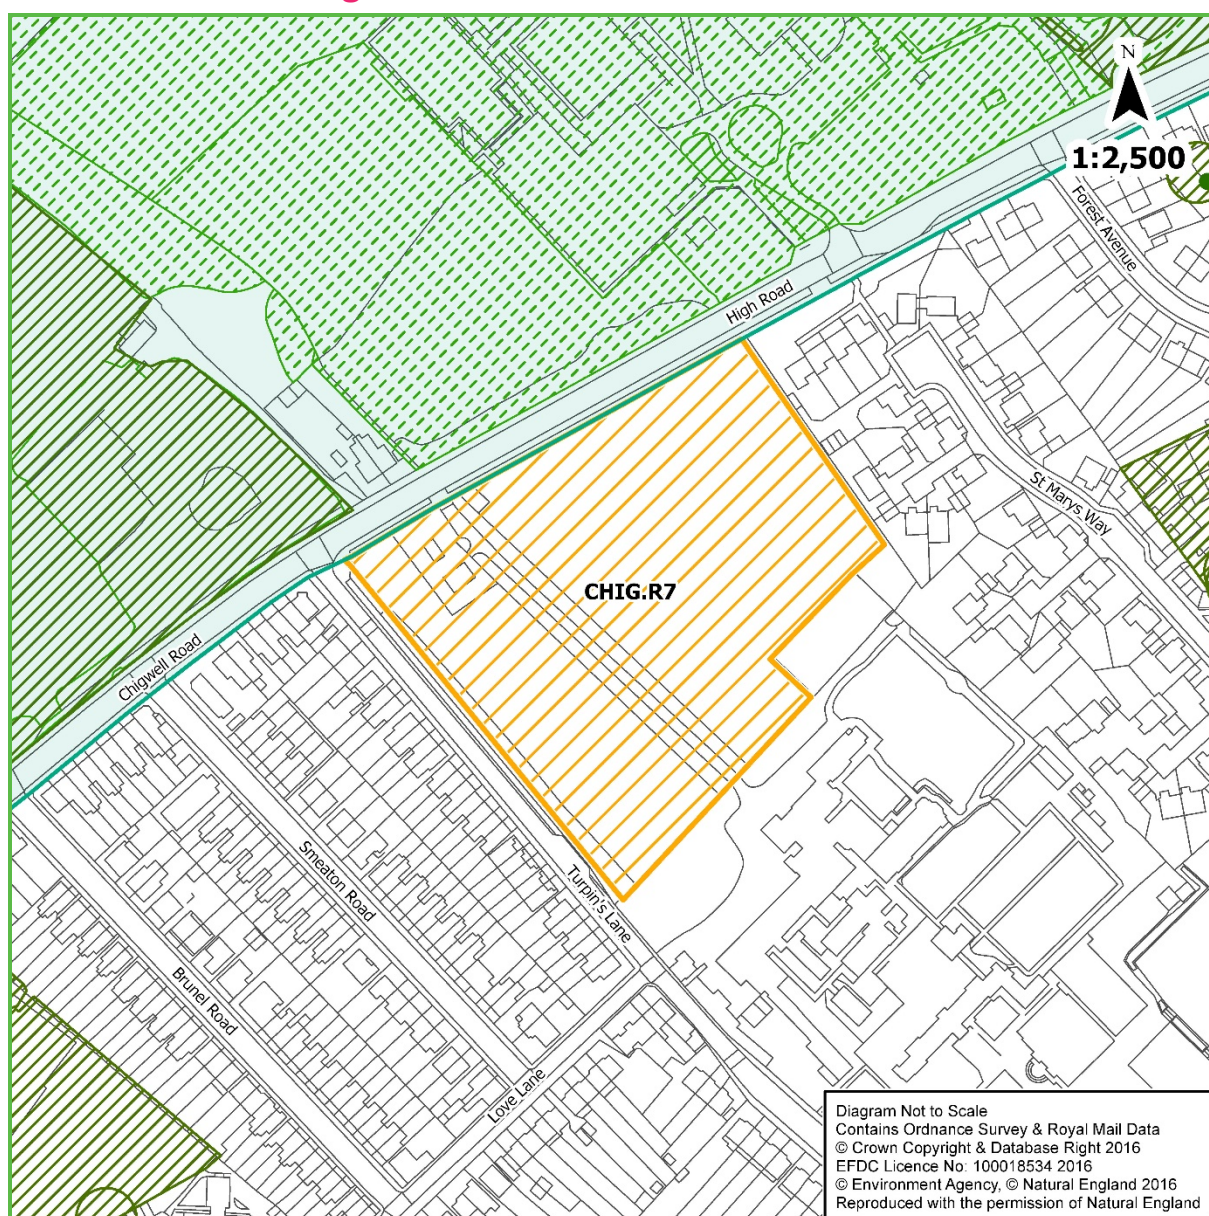 N
1:2,500
Forest Avenue
High Road
St Marys Way
CHIG.R7
Chigwell Road
Smeaton Road
Turpin's Lane
Brunel Road
Love Lane
Diagram Not to Scale
Contains Ordnance Survey & Royal Mail Data
© Crown Copyright & Database Right 2016
EFDC Licence No: 100018534 2016
© Environment Agency, © Natural England 2016
Reproduced with the permission of Natural England